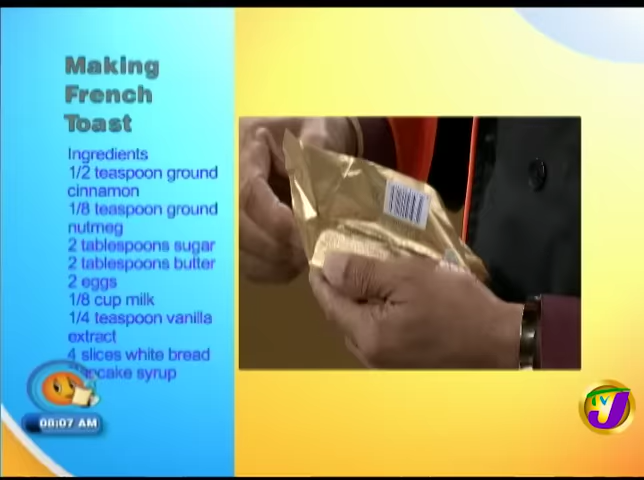 Making
French
Toast
Ingredients
1/2 teaspoon ground
cinnamon
1/8 teaspoon ground
nutmeg
2 tablespoons sugar
2 tablespoons butter
2 eggs
1/8 cup milk
1/4 teaspoon vanilla
extract
4 slices white bread
syrup
08:07 AM
TVJ